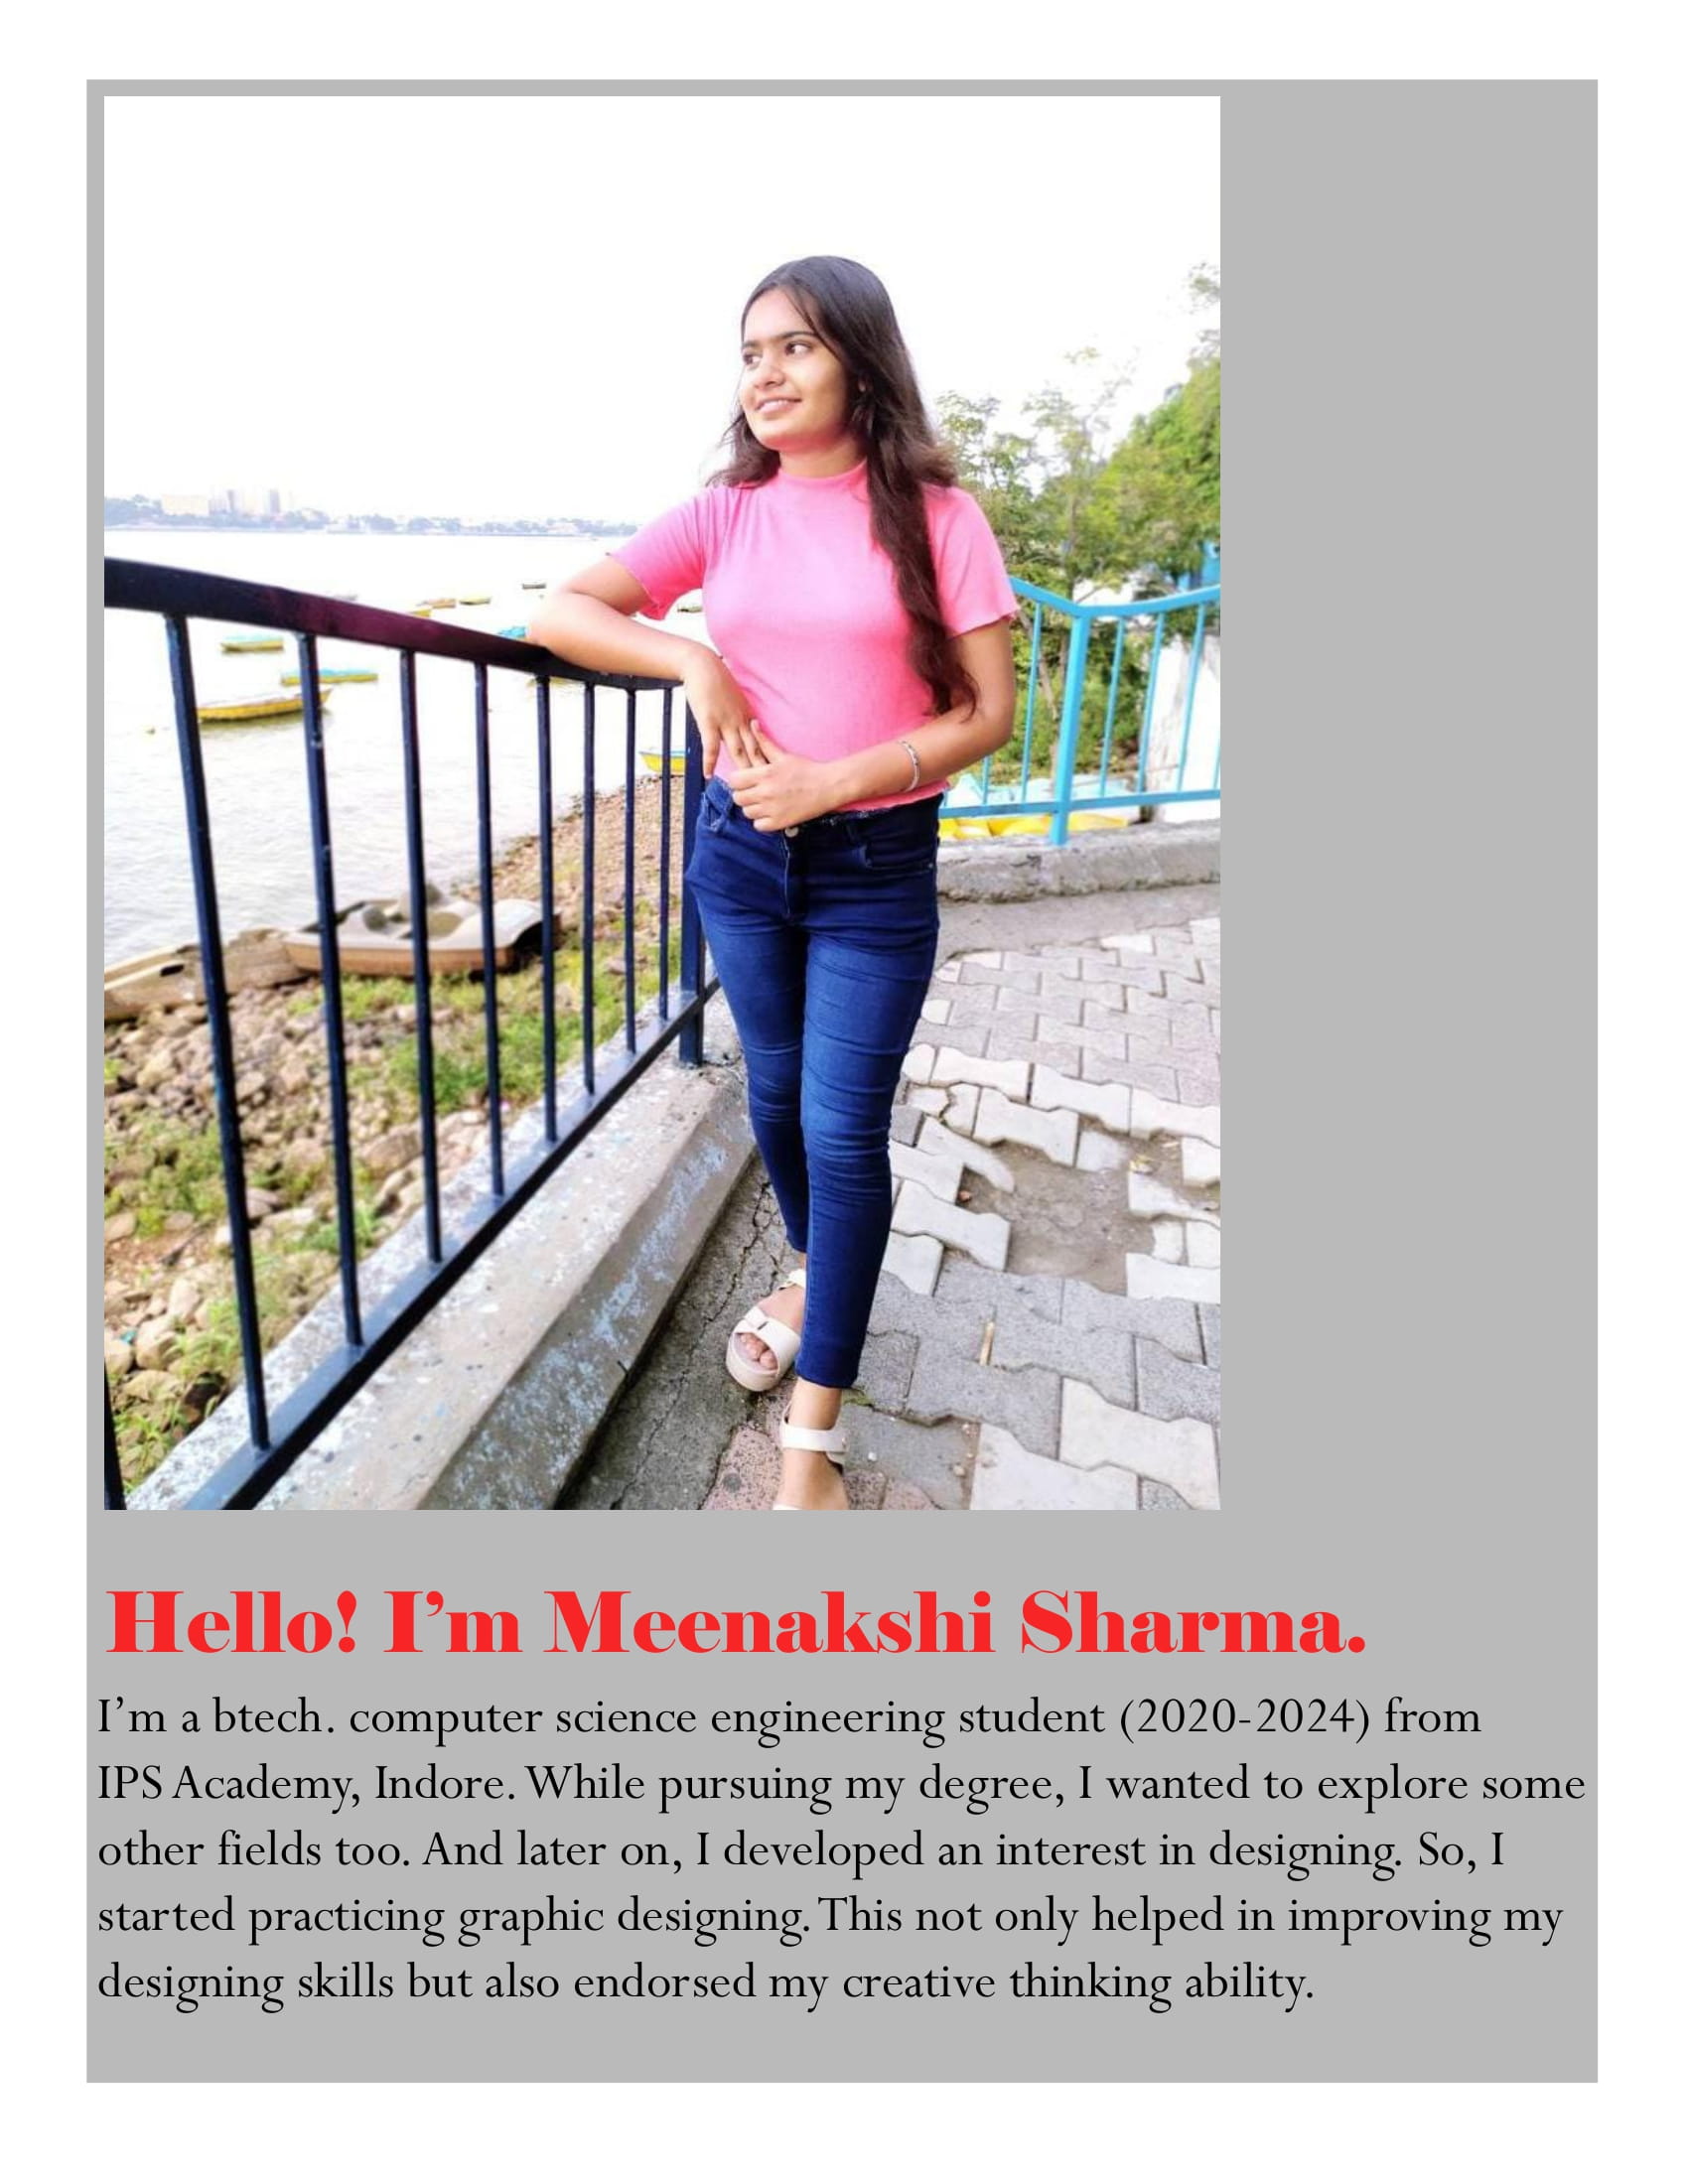 Hello! I’m Meenakshi Sharma.
I’m a btech. computer science engineering student (2020-2024) from
IPS Academy, Indore. While pursuing my degree, I wanted to explore some
other fields too. And later on, I developed an interest in designing. So, I
started practicing graphic designing. This not only helped in improving my
designing skills but also endorsed my creative thinking ability.